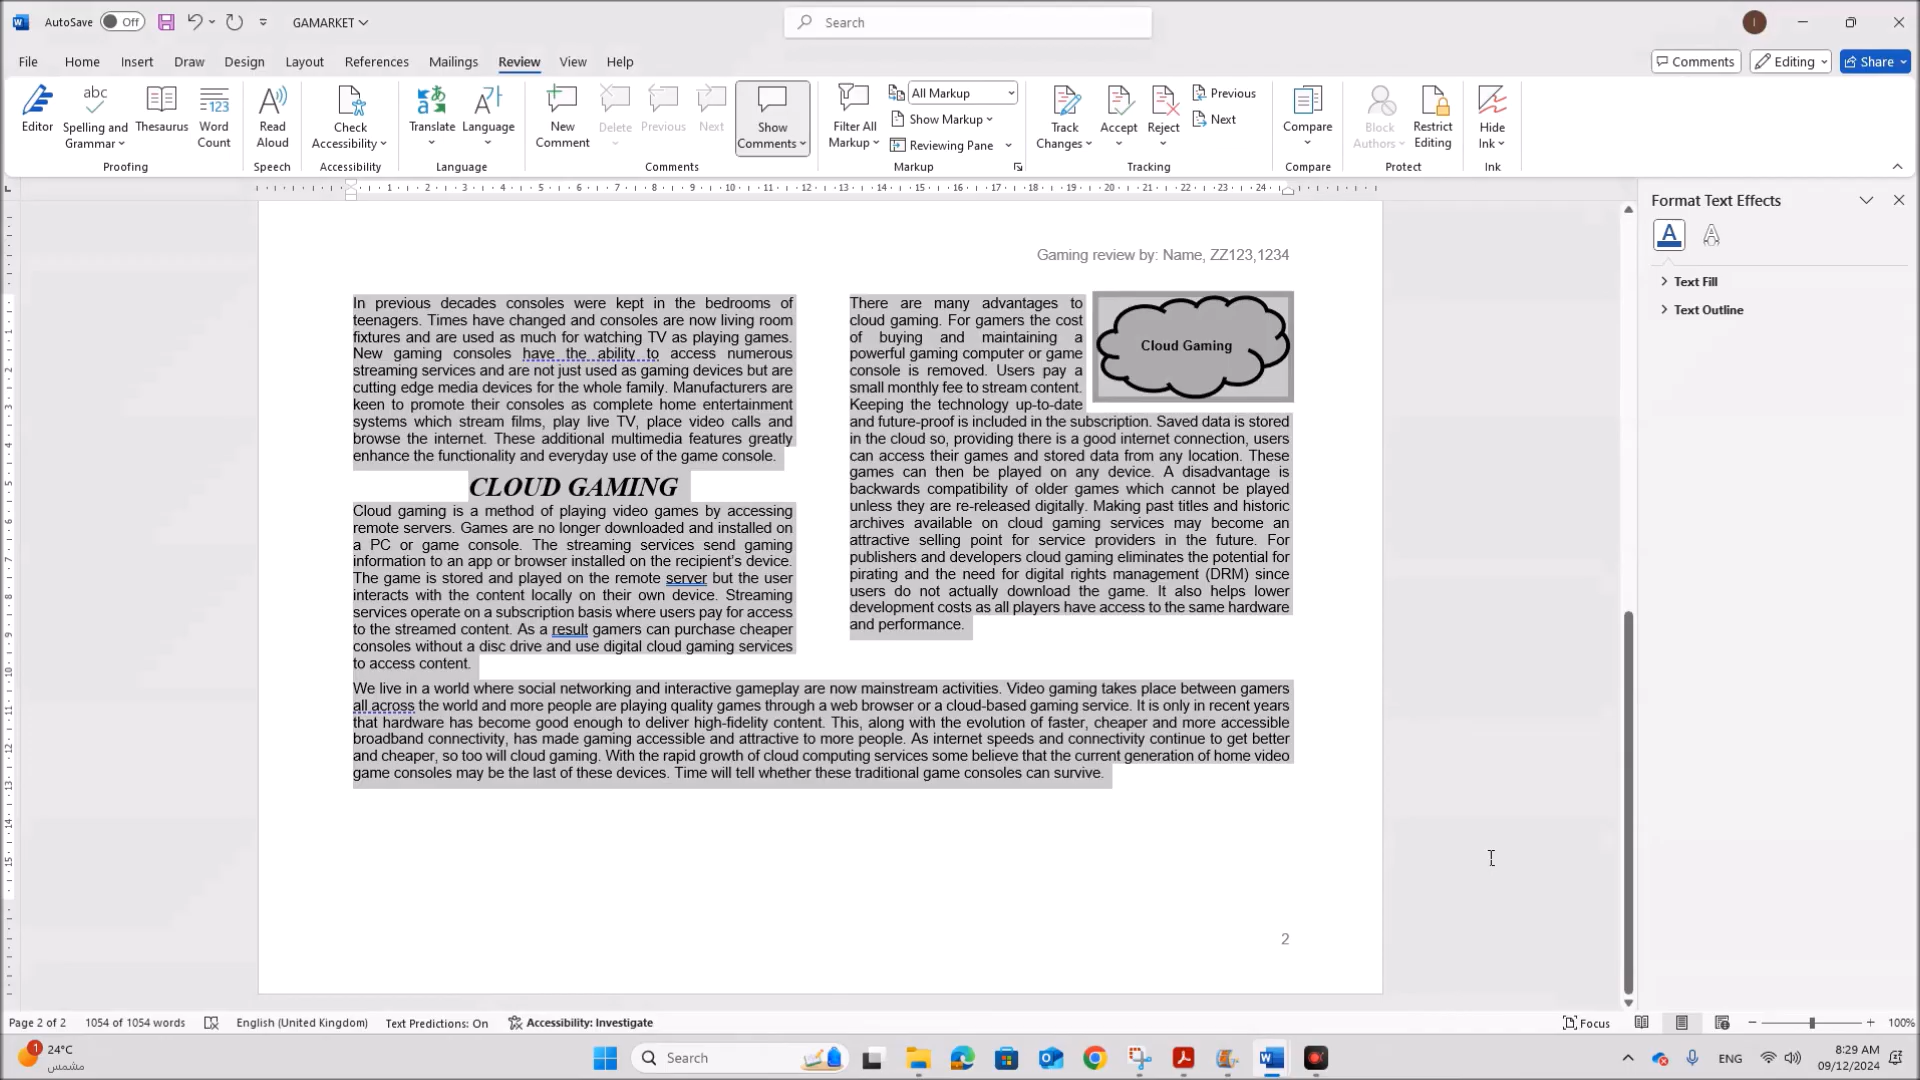 AutoSave Off GAMARKET Search I
File Home Insert Draw Design Layout References Mailings Review View Help Comments Editing Share
Editor
abc Spelling and Grammar
Thesaurus
123 Word Count
Proofing
Read Aloud
Speech
Check Accessibility
Accessibility
Translate
Language
Language
New Comment
Delete
Previous
Next
Show Comments
Comments
Filter All Markup
All Markup
Show Markup
Reviewing Pane
Markup
Track Changes
Accept
Reject
Previous
Next
Tracking
Compare
Compare
Block Authors
Restrict Editing
Protect
Hide Ink
Ink
1 2 3 4 5 6 7 8 9 10 11 12 13 14 15 16 17 18 19 20 21 22 23 24
Gaming review by: Name, ZZ123,1234
In previous decades consoles were kept in the bedrooms of
teenagers. Times have changed and consoles are now living room
fixtures and are used as much for watching TV as playing games.
New gaming consoles have the ability to access numerous
streaming services and are not just used as gaming devices but are
cutting edge media devices for the whole family. Manufacturers are
keen to promote their consoles as complete home entertainment
systems which stream films, play live TV, place video calls and
browse the internet. These additional multimedia features greatly
enhance the functionality and everyday use of the game console.
CLOUD GAMING
Cloud gaming is a method of playing video games by accessing
remote servers. Games are no longer downloaded and installed on
a PC or game console. The streaming services send gaming
information to an app or browser installed on the recipient's device.
The game is stored and played on the remote server but the user
interacts with the content locally on their own device. Streaming
services operate on a subscription basis where users pay for access
to the streamed content. As a result gamers can purchase cheaper
consoles without a disc drive and use digital cloud gaming services
to access content.
There are many advantages to
cloud gaming. For gamers the cost
of buying and maintaining a
powerful gaming computer or game
console is removed. Users pay a
small monthly fee to stream content.
Keeping the technology up-to-date
and future-proof is included in the subscription. Saved data is stored
in the cloud so, providing there is a good internet connection, users
can access their games and stored data from any location. These
games can then be played on any device. A disadvantage is
backwards compatibility of older games which cannot be played
unless they are re-released digitally. Making past titles and historic
archives available on cloud gaming services may become an
attractive selling point for service providers in the future. For
publishers and developers cloud gaming eliminates the potential for
pirating and the need for digital rights management (DRM) since
users do not actually download the game. It also helps lower
development costs as all players have access to the same hardware
and performance.
Cloud Gaming
We live in a world where social networking and interactive gameplay are now mainstream activities. Video gaming takes place between gamers
all across the world and more people are playing quality games through a web browser or a cloud-based gaming service. It is only in recent years
that hardware has become good enough to deliver high-fidelity content. This, along with the evolution of faster, cheaper and more accessible
broadband connectivity, has made gaming accessible and attractive to more people. As internet speeds and connectivity continue to get better
and cheaper, so too will cloud gaming. With the rapid growth of cloud computing services some believe that the current generation of home video
game consoles may be the last of these devices. Time will tell whether these traditional game consoles can survive.
2
Format Text Effects
Text Fill
Text Outline
Page 2 of 2 1054 of 1054 words English (United Kingdom) Text Predictions: On Accessibility: Investigate Focus 100%
1
24°C
مشمس
Search
ENG
8:29 AM
09/12/2024